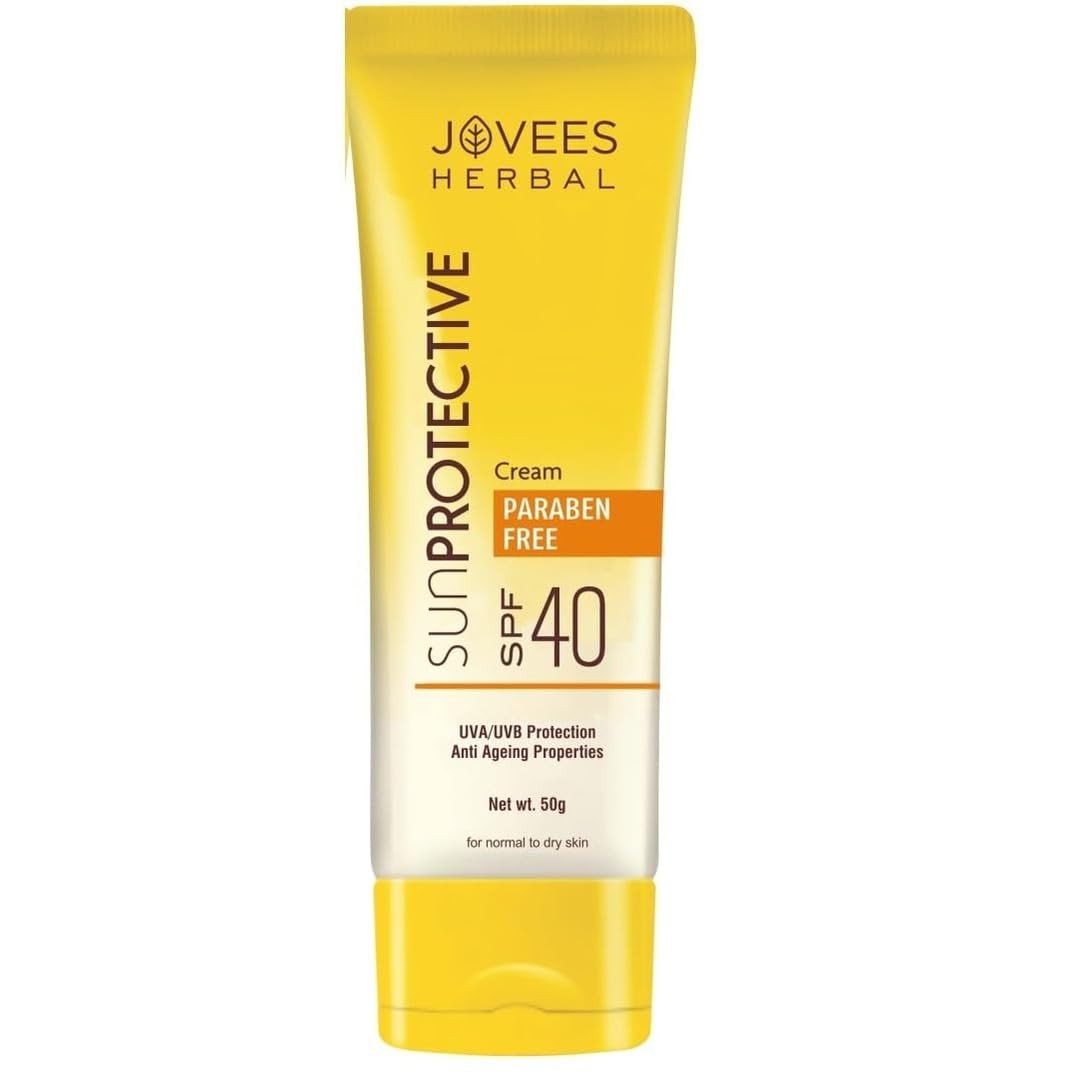 JOVEES
HERBAL
SUNPROTECTIVE
Cream
PARABEN
FREE
SPF 40
UVA/UVB Protection
Anti Ageing Properties
Net wt. 50g
for normal to dry skin